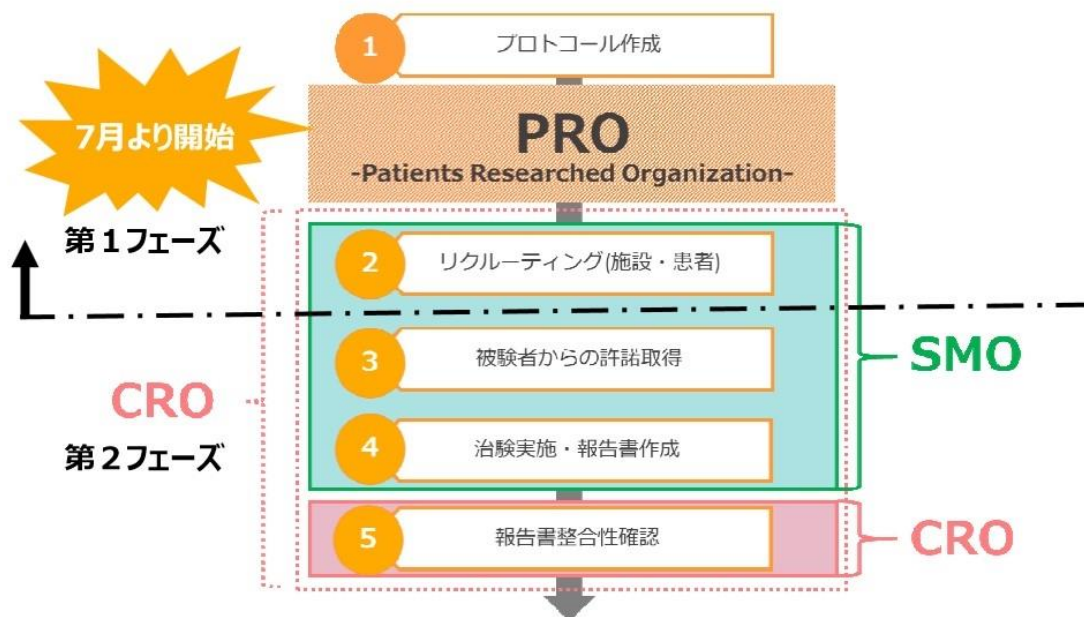 1
プロトコール作成
7月より開始
PRO
-Patients Researched Organization-
第１フェーズ
2
リクルーティング(施設・患者)
3
被験者からの許諾取得
SMO
CRO
第２フェーズ
4
治験実施・報告書作成
5
報告書整合性確認
CRO